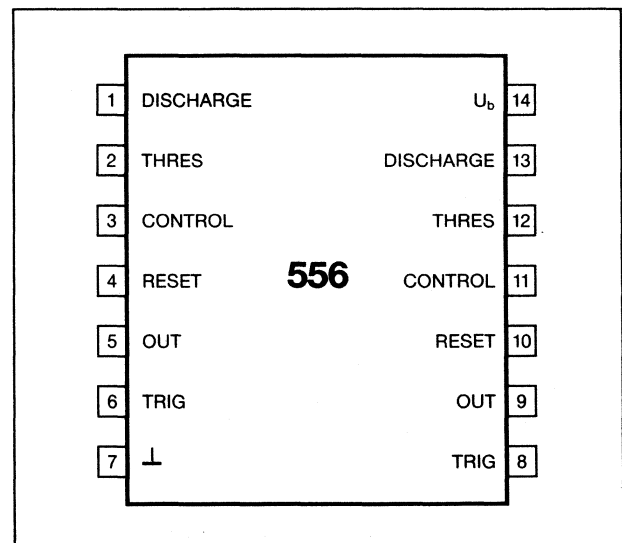 1 DISCHARGE U_b 14
2 THRES DISCHARGE 13
3 CONTROL THRES 12
4 RESET 556 CONTROL 11
5 OUT RESET 10
6 TRIG OUT 9
7 ⊥ TRIG 8